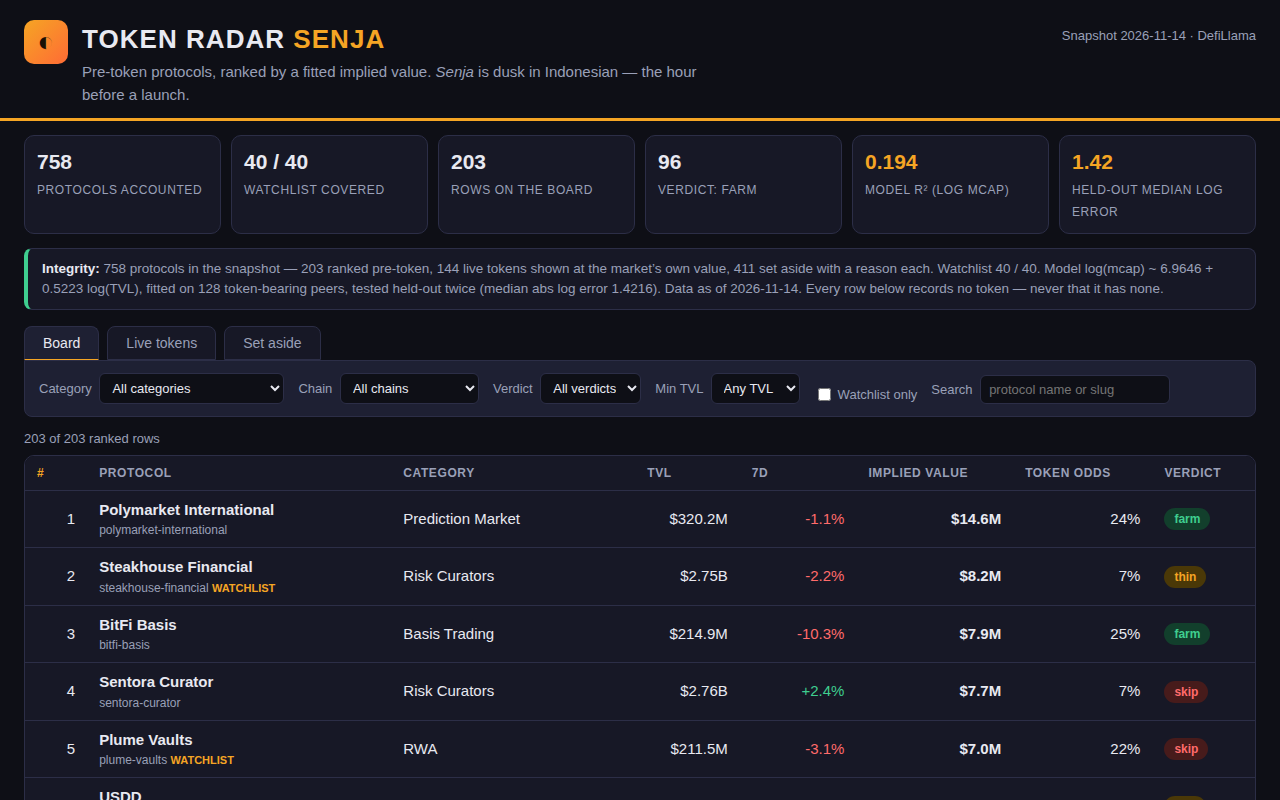 TOKEN RADAR SENJA
Snapshot 2026-11-14 · DefiLlama
Pre-token protocols, ranked by a fitted implied value. Senja is dusk in Indonesian — the hour
before a launch.
758
PROTOCOLS ACCOUNTED
40 / 40
WATCHLIST COVERED
203
ROWS ON THE BOARD
96
VERDICT: FARM
0.194
MODEL R² (LOG MCAP)
1.42
HELD-OUT MEDIAN LOG
ERROR
Integrity: 758 protocols in the snapshot — 203 ranked pre-token, 144 live tokens shown at the market's own value, 411 set aside with a reason each. Watchlist 40 / 40. Model log(mcap) ~ 6.9646 +
0.5223 log(TVL), fitted on 128 token-bearing peers, tested held-out twice (median abs log error 1.4216). Data as of 2026-11-14. Every row below records no token — never that it has none.
Board Live tokens Set aside
Category All categories Chain All chains Verdict All verdicts Min TVL Any TVL Watchlist only Search protocol name or slug
203 of 203 ranked rows
# PROTOCOL CATEGORY TVL 7D IMPLIED VALUE TOKEN ODDS VERDICT
1 Polymarket International Prediction Market $320.2M -1.1% $14.6M 24% farm
polymarket-international
2 Steakhouse Financial Risk Curators $2.75B -2.2% $8.2M 7% thin
steakhouse-financial WATCHLIST
3 BitFi Basis Basis Trading $214.9M -10.3% $7.9M 25% farm
bitfi-basis
4 Sentora Curator Risk Curators $2.76B +2.4% $7.7M 7% skip
sentora-curator
5 Plume Vaults RWA $211.5M -3.1% $7.0M 22% skip
plume-vaults WATCHLIST
USDD